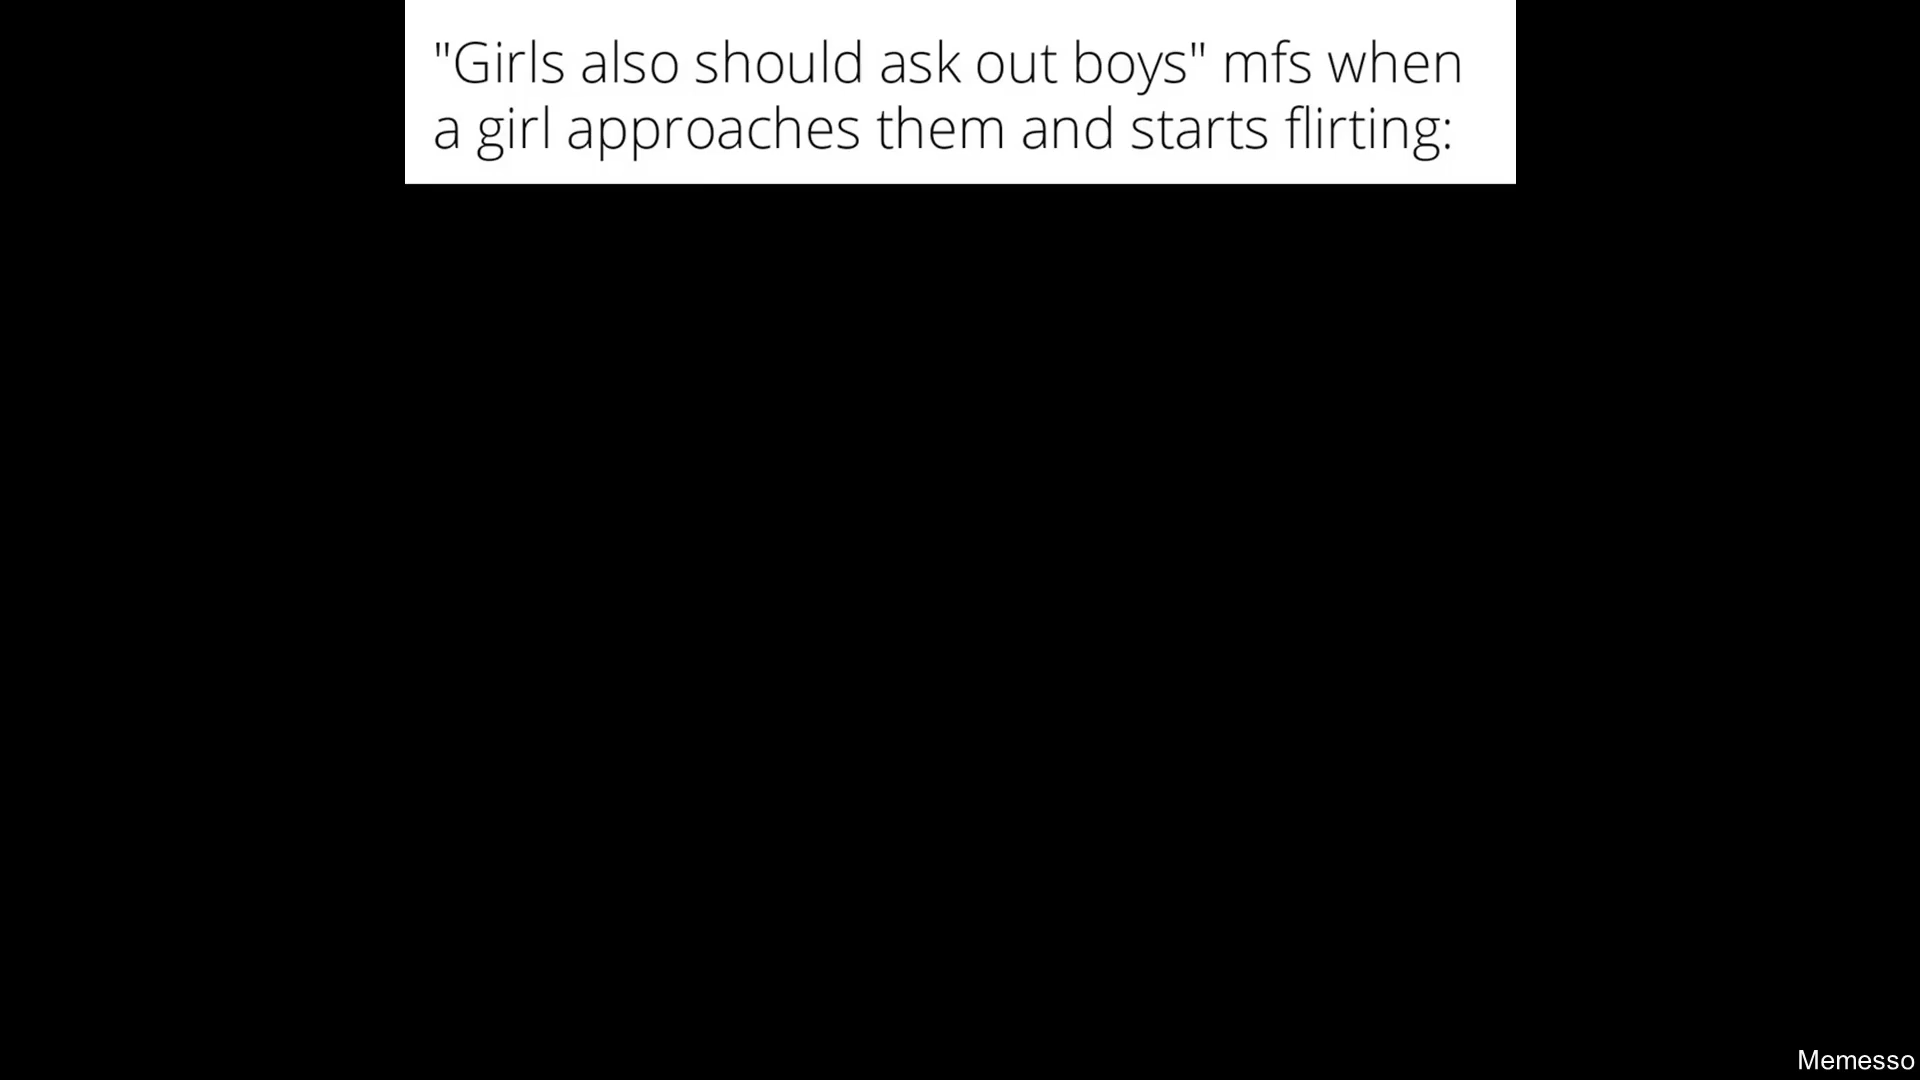 "Girls also should ask out boys" mfs when
a girl approaches them and starts flirting:
Memesso